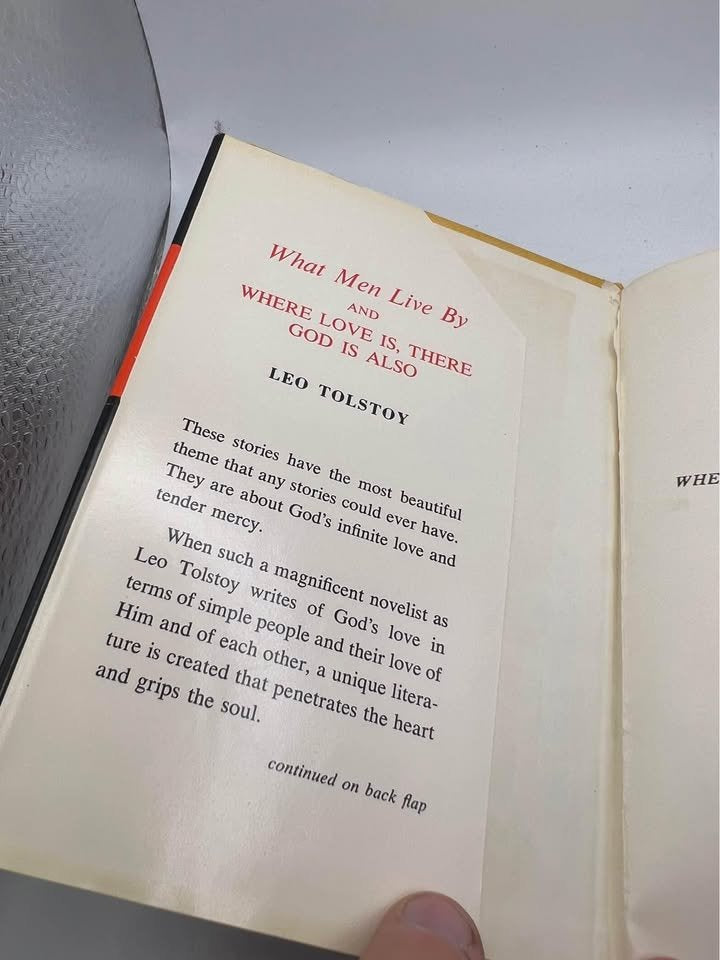 What Men Live By
AND
WHERE LOVE IS, THERE
GOD IS ALSO
LEO TOLSTOY
These stories have the most beautiful
theme that any stories could ever have.
They are about God's infinite love and
tender mercy.
When such a magnificent novelist as
Leo Tolstoy writes of God's love in
terms of simple people and their love of
Him and of each other, a unique litera-
ture is created that penetrates the heart
and grips the soul.
continued on back flap
WHE